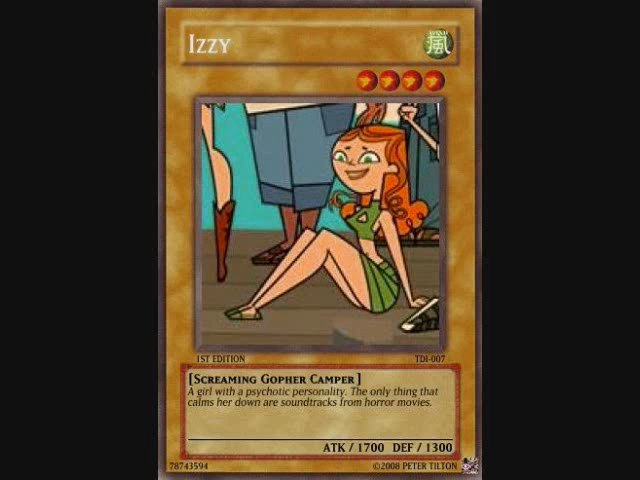 Izzy
1ST EDITION TDI-007
[Screaming Gopher Camper]
A girl with a psychotic personality. The only thing that
calms her down are soundtracks from horror movies.
ATK / 1700 DEF / 1300
78743594 ©2008 PETER TILTON